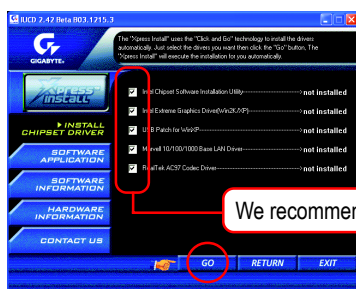 IUCD 2.42 Beta B03.1215.3
GIGABYTE
The "Xpress Install" uses the "Click and Go" technology to install the drivers
automatically. Just select the drivers you want then click the "Go" button, The
"Xpress Install" will execute the installation for you automatically.
Xpress
INSTALL
INSTALL
CHIPSET DRIVER
SOFTWARE
APPLICATION
SOFTWARE
INFORMATION
HARDWARE
INFORMATION
CONTACT US
Intel Chipset Software Installation Utility not installed
Intel Extreme Graphics Driver(Win2K/XP) not installed
USB Patch for WinXP not installed
Marvell 10/100/1000 Base LAN Driver not installed
RealTek AC97 Codec Driver not installed
We recommen
GO RETURN EXIT